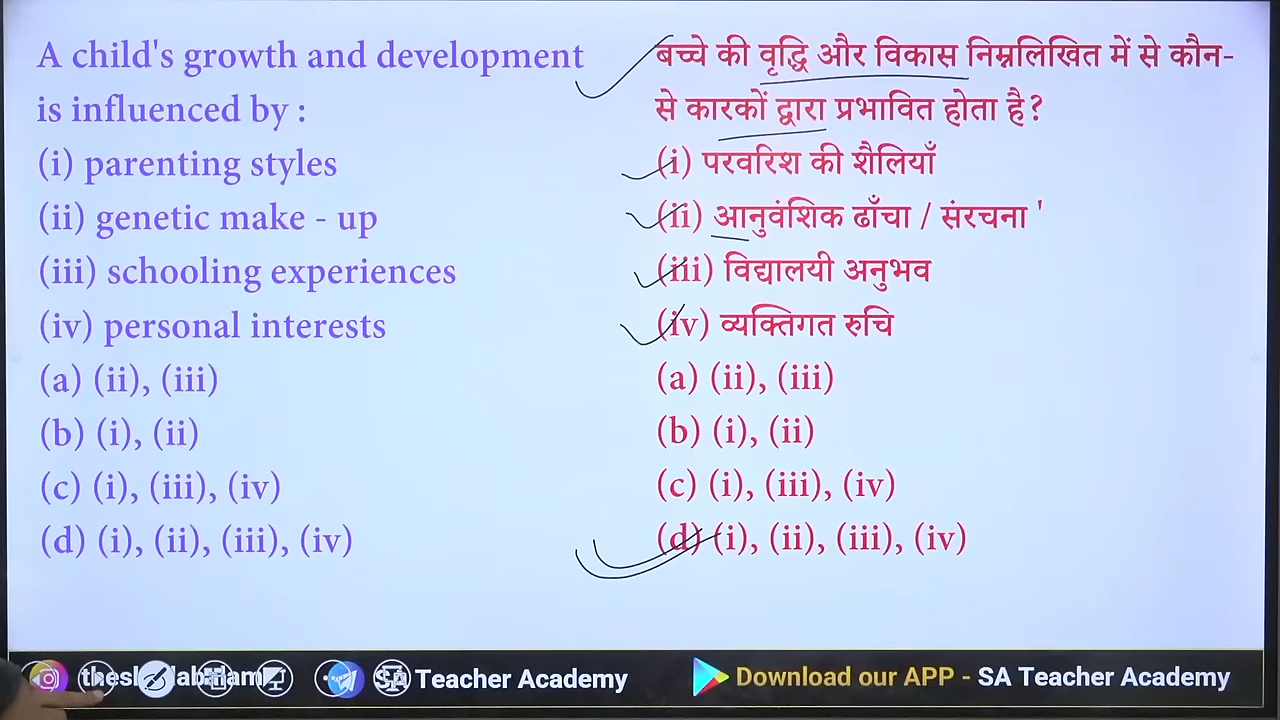 A child's growth and development
is influenced by :
(i) parenting styles
(ii) genetic make - up
(iii) schooling experiences
(iv) personal interests
(a) (ii), (iii)
(b) (i), (ii)
(c) (i), (iii), (iv)
(d) (i), (ii), (iii), (iv)
बच्चे की वृद्धि और विकास निम्नलिखित में से कौन-
से कारकों द्वारा प्रभावित होता है?
(i) परवरिश की शैलियाँ
(ii) आनुवंशिक ढाँचा / संरचना '
(iii) विद्यालयी अनुभव
(iv) व्यक्तिगत रुचि
(a) (ii), (iii)
(b) (i), (ii)
(c) (i), (iii), (iv)
(d) (i), (ii), (iii), (iv)
SA Teacher Academy
Download our APP - SA Teacher Academy